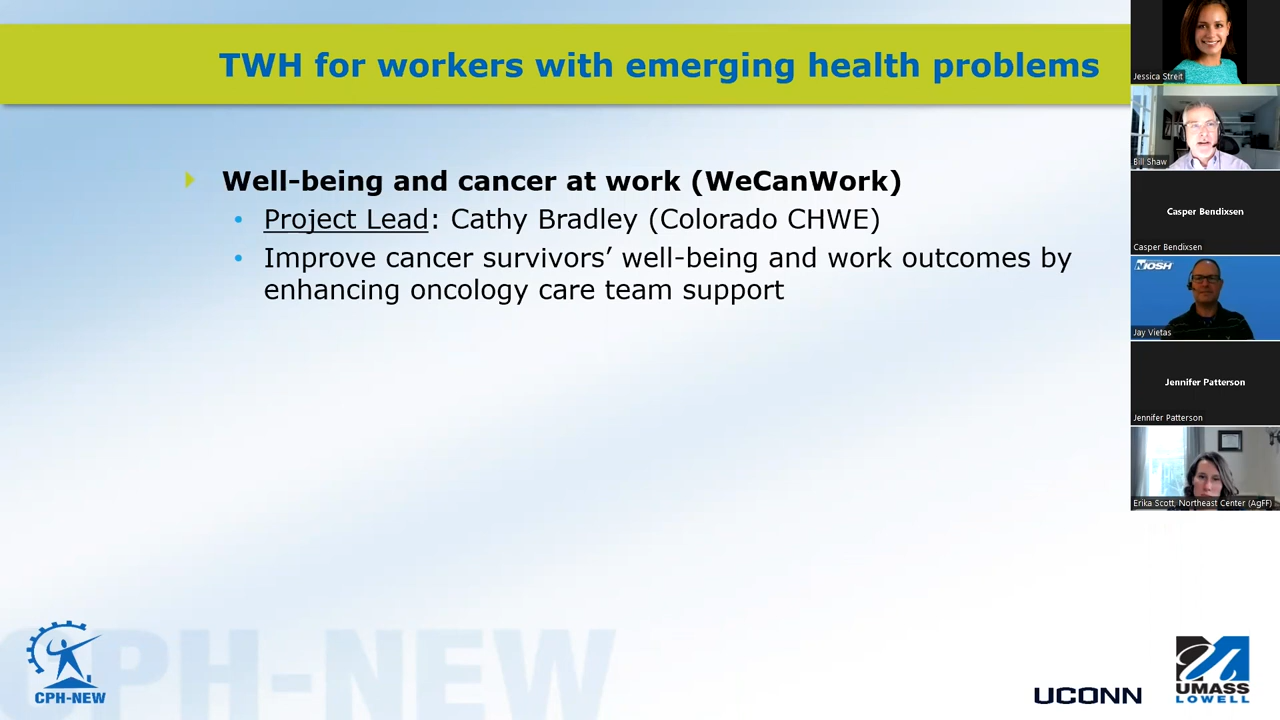 TWH for workers with emerging health problems
Well-being and cancer at work (WeCanWork)
Project Lead: Cathy Bradley (Colorado CHWE)
Improve cancer survivors’ well-being and work outcomes by
enhancing oncology care team support
CPH-NEW
CPH-NEW
UCONN
UMASS
LOWELL
Jessica Streit
Bill Shaw
Casper Bendixsen
Casper Bendixsen
NIOSH
Jay Vietas
Jennifer Patterson
Jennifer Patterson
Erika Scott, Northeast Center (AgFF)